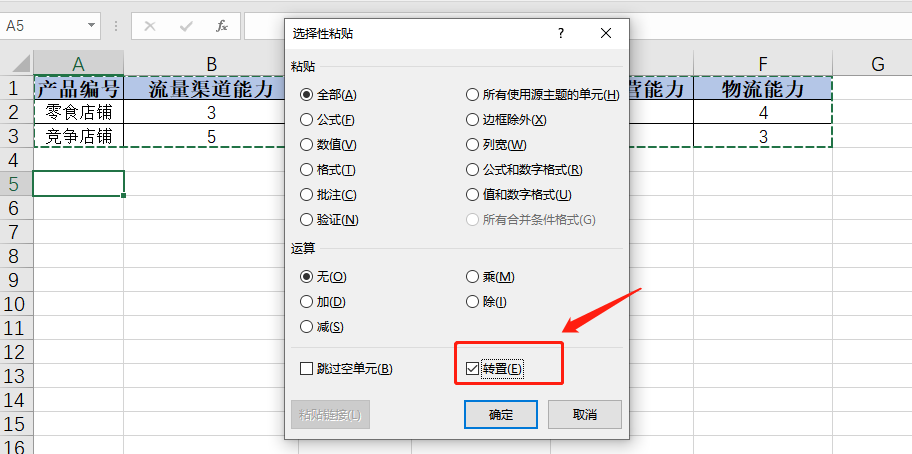 A5 fx
选择性粘贴 ?
A B F G
1 产品编号 流量渠道能力 营能力 物流能力
2 零食店铺 3 4
3 竞争店铺 5 3
4
5
6
7
8
9
10
11
12
13
14
15
16
粘贴
全部(A) 所有使用源主题的单元(H)
公式(F) 边框除外(X)
数值(V) 列宽(W)
格式(T) 公式和数字格式(R)
批注(C) 值和数字格式(U)
验证(N) 所有合并条件格式(G)
运算
无(O) 乘(M)
加(D) 除(I)
减(S)
跳过空单元(B) 转置(E)
粘贴链接(L) 确定 取消